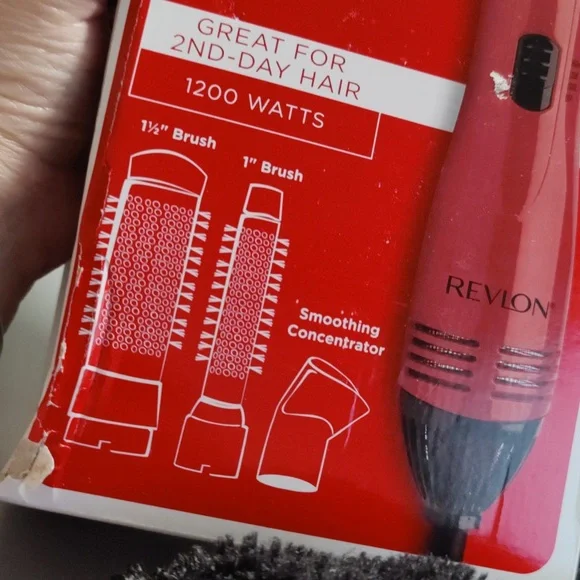 GREAT FOR
2ND-DAY HAIR
1200 WATTS
1½" Brush
1" Brush
Smoothing
Concentrator
REVLON®